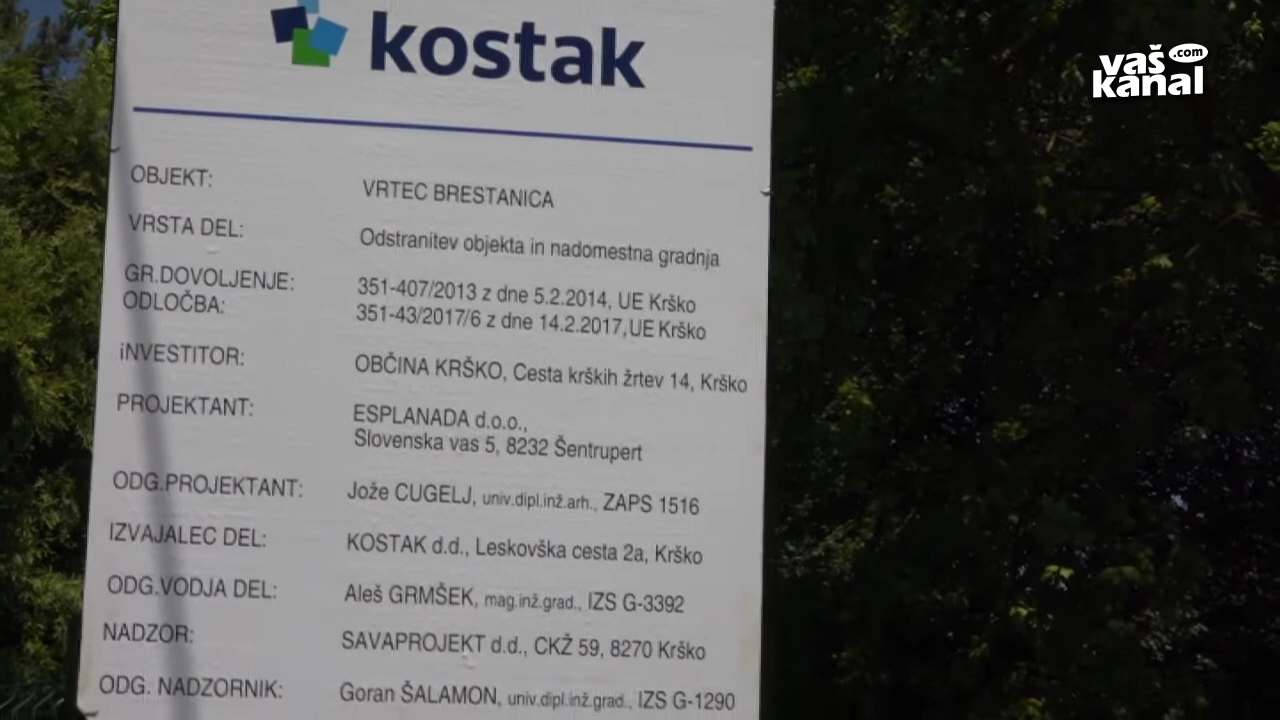 kostak
vaš .com
kanal
OBJEKT: VRTEC BRESTANICA
VRSTA DEL: Odstranitev objekta in nadomestna gradnja
GR.DOVOLJENJE: 351-407/2013 z dne 5.2.2014, UE Krško
ODLOČBA: 351-43/2017/6 z dne 14.2.2017,UE Krško
iNVESTITOR: OBČINA KRŠKO, Cesta krških žrtev 14, Krško
PROJEKTANT: ESPLANADA d.o.o.,
Slovenska vas 5, 8232 Šentrupert
ODG.PROJEKTANT: Jože CUGELJ, univ.dipl.inž.arh., ZAPS 1516
IZVAJALEC DEL: KOSTAK d.d., Leskovška cesta 2a, Krško
ODG.VODJA DEL: Aleš GRMŠEK, mag.inž.grad., IZS G-3392
NADZOR: SAVAPROJEKT d.d., CKŽ 59, 8270 Krško
ODG. NADZORNIK: Goran ŠALAMON, univ.dipl.inž.grad., IZS G-1290